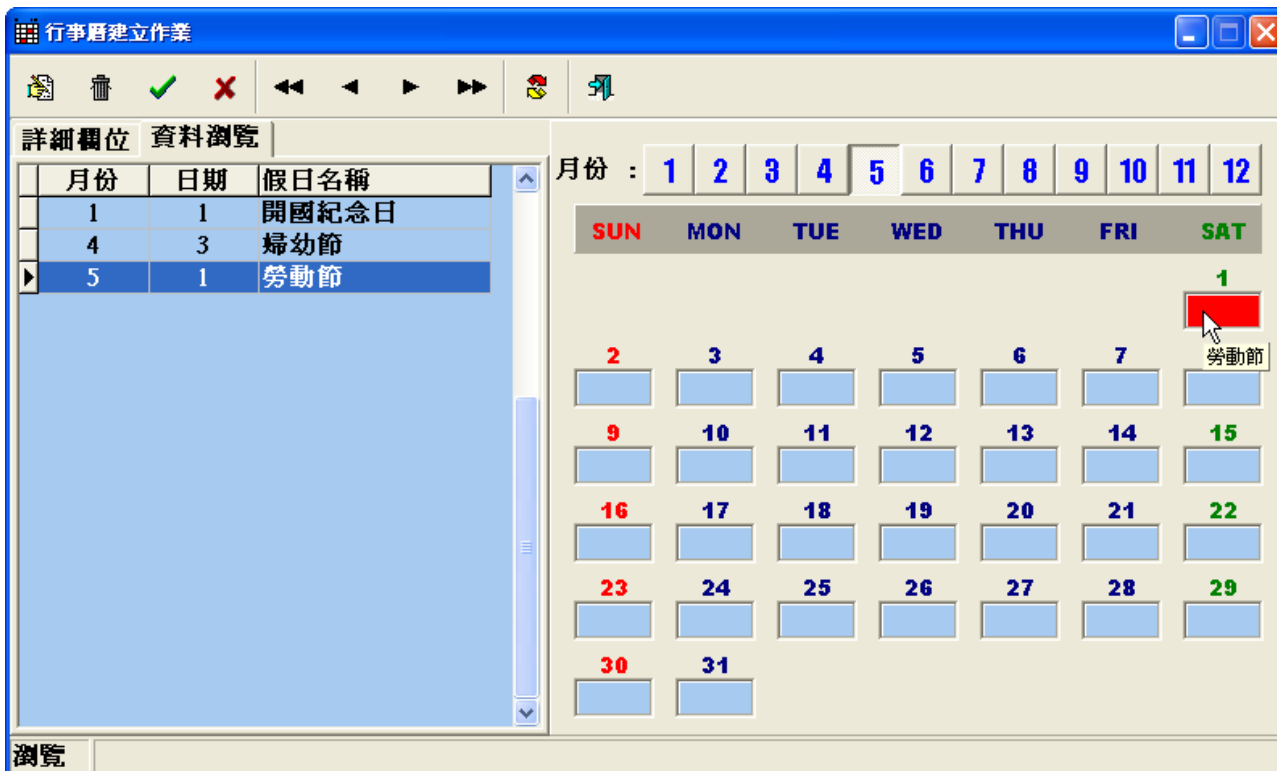 行事曆建立作業
詳細欄位 資料瀏覽
月份 日期 假日名稱
1 1 開國紀念日
4 3 婦幼節
5 1 勞動節
月份 : 1 2 3 4 5 6 7 8 9 10 11 12
SUN MON TUE WED THU FRI SAT
1
勞動節
2 3 4 5 6 7
9 10 11 12 13 14 15
16 17 18 19 20 21 22
23 24 25 26 27 28 29
30 31
瀏覽